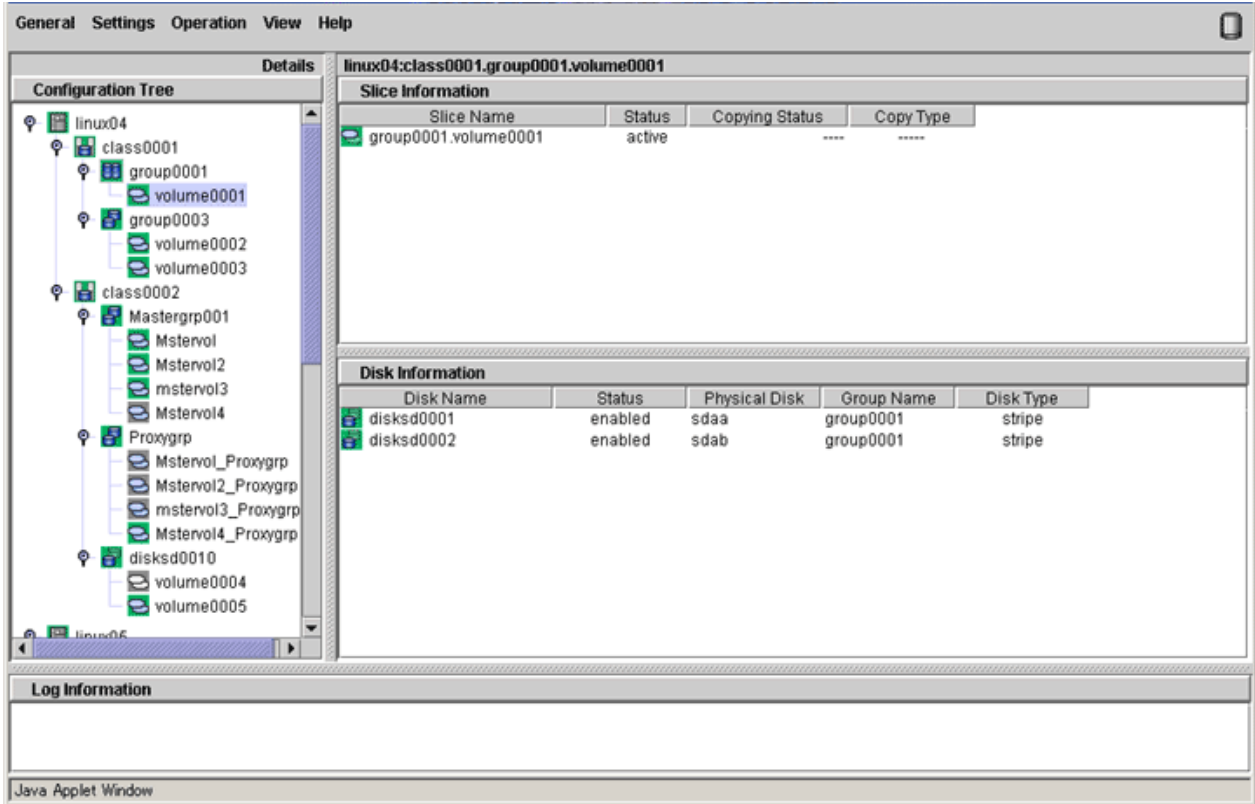 General Settings Operation View Help
Details
Configuration Tree
linux04
class0001
group0001
volume0001
group0003
volume0002
volume0003
class0002
Mastergrp001
Mstervol
Mstervol2
mstervol3
Mstervol4
Proxygrp
Mstervol_Proxygrp
Mstervol2_Proxygrp
mstervol3_Proxygrp
Mstervol4_Proxygrp
disksd0010
volume0004
volume0005
linux04:class0001.group0001.volume0001
Slice Information
Slice Name Status Copying Status Copy Type
group0001.volume0001 active ---- -----
Disk Information
Disk Name Status Physical Disk Group Name Disk Type
disksd0001 enabled sdaa group0001 stripe
disksd0002 enabled sdab group0001 stripe
Log Information
Java Applet Window